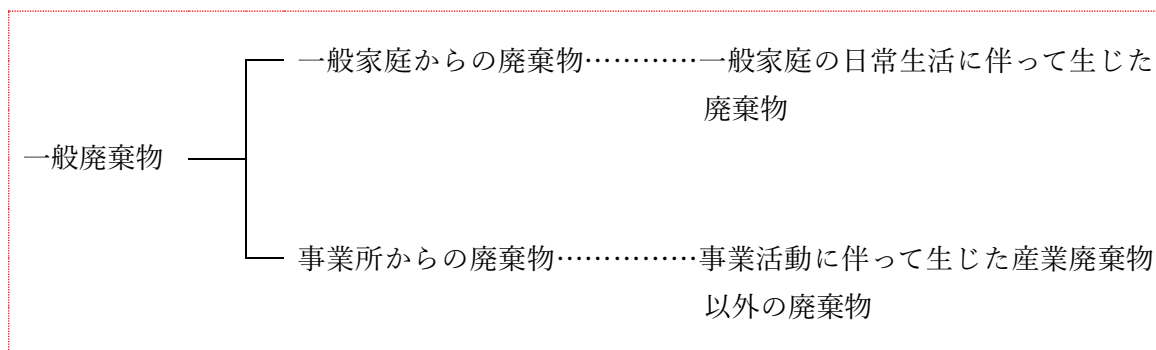 一般家庭からの廃棄物…………一般家庭の日常生活に伴って生じた
廃棄物
一般廃棄物
事業所からの廃棄物……………事業活動に伴って生じた産業廃棄物
以外の廃棄物